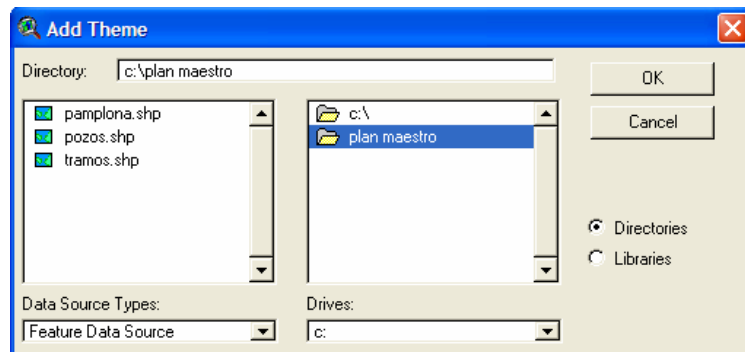 Add Theme
Directory: c:\plan maestro
OK
pamplona.shp
pozos.shp
tramos.shp
c:\
plan maestro
Cancel
Directories
Libraries
Data Source Types:
Feature Data Source
Drives:
c: